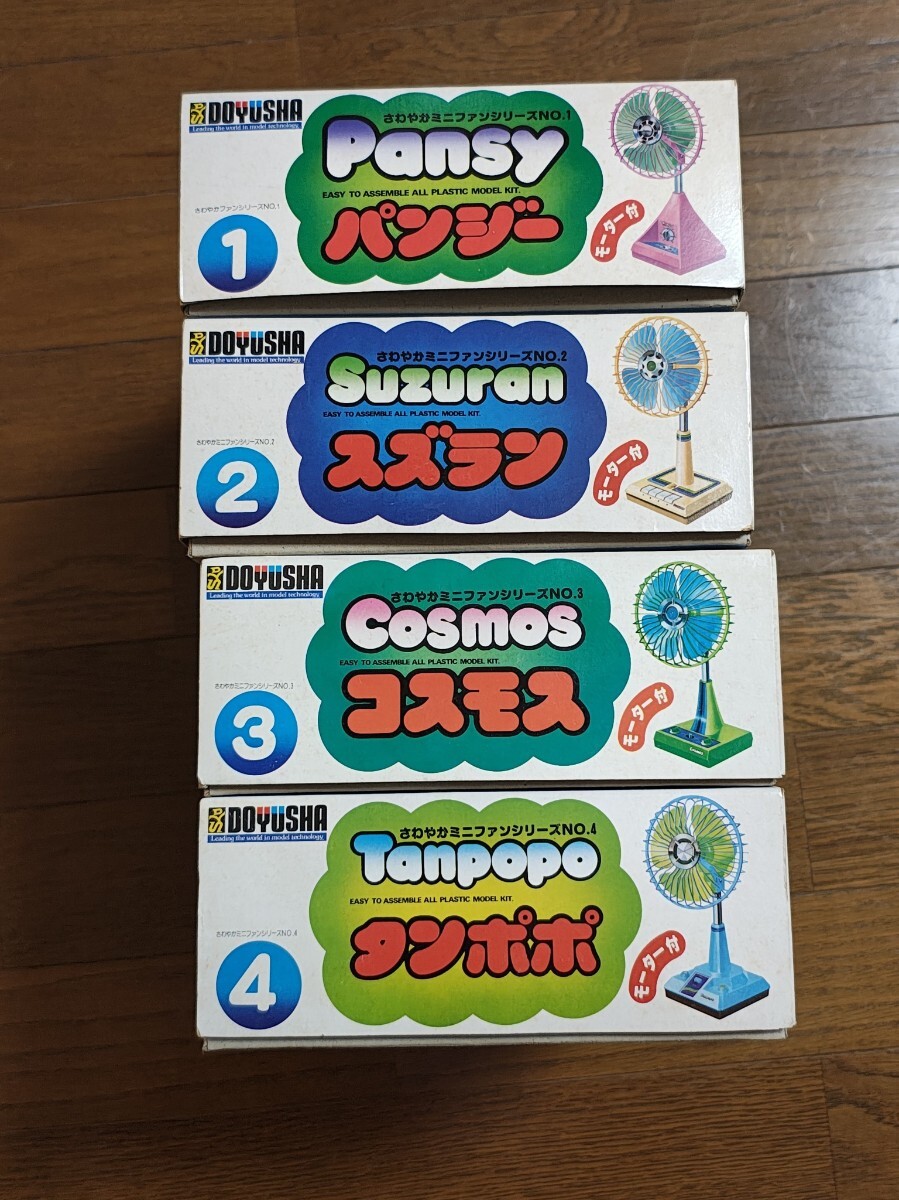 DOYUSHA
Leading the world in model technology.
さわやかミニファンシリーズNO.1
Pansy
EASY TO ASSEMBLE ALL PLASTIC MODEL KIT.
パンジー
さわやかファンシリーズNO.1
1
モーター付
DOYUSHA
Leading the world in model technology.
さわやかミニファンシリーズNO.2
Suzuran
EASY TO ASSEMBLE ALL PLASTIC MODEL KIT.
スズラン
さわやかミニファンシリーズNO.2
2
モーター付
DOYUSHA
Leading the world in model technology.
さわやかミニファンシリーズNO.3
Cosmos
EASY TO ASSEMBLE ALL PLASTIC MODEL KIT.
コスモス
さわやかミニファンシリーズNO.3
3
モーター付
DOYUSHA
Leading the world in model technology.
さわやかミニファンシリーズNO.4
Tanpopo
EASY TO ASSEMBLE ALL PLASTIC MODEL KIT.
タンポポ
さわやかミニファンシリーズNO.4
4
モーター付